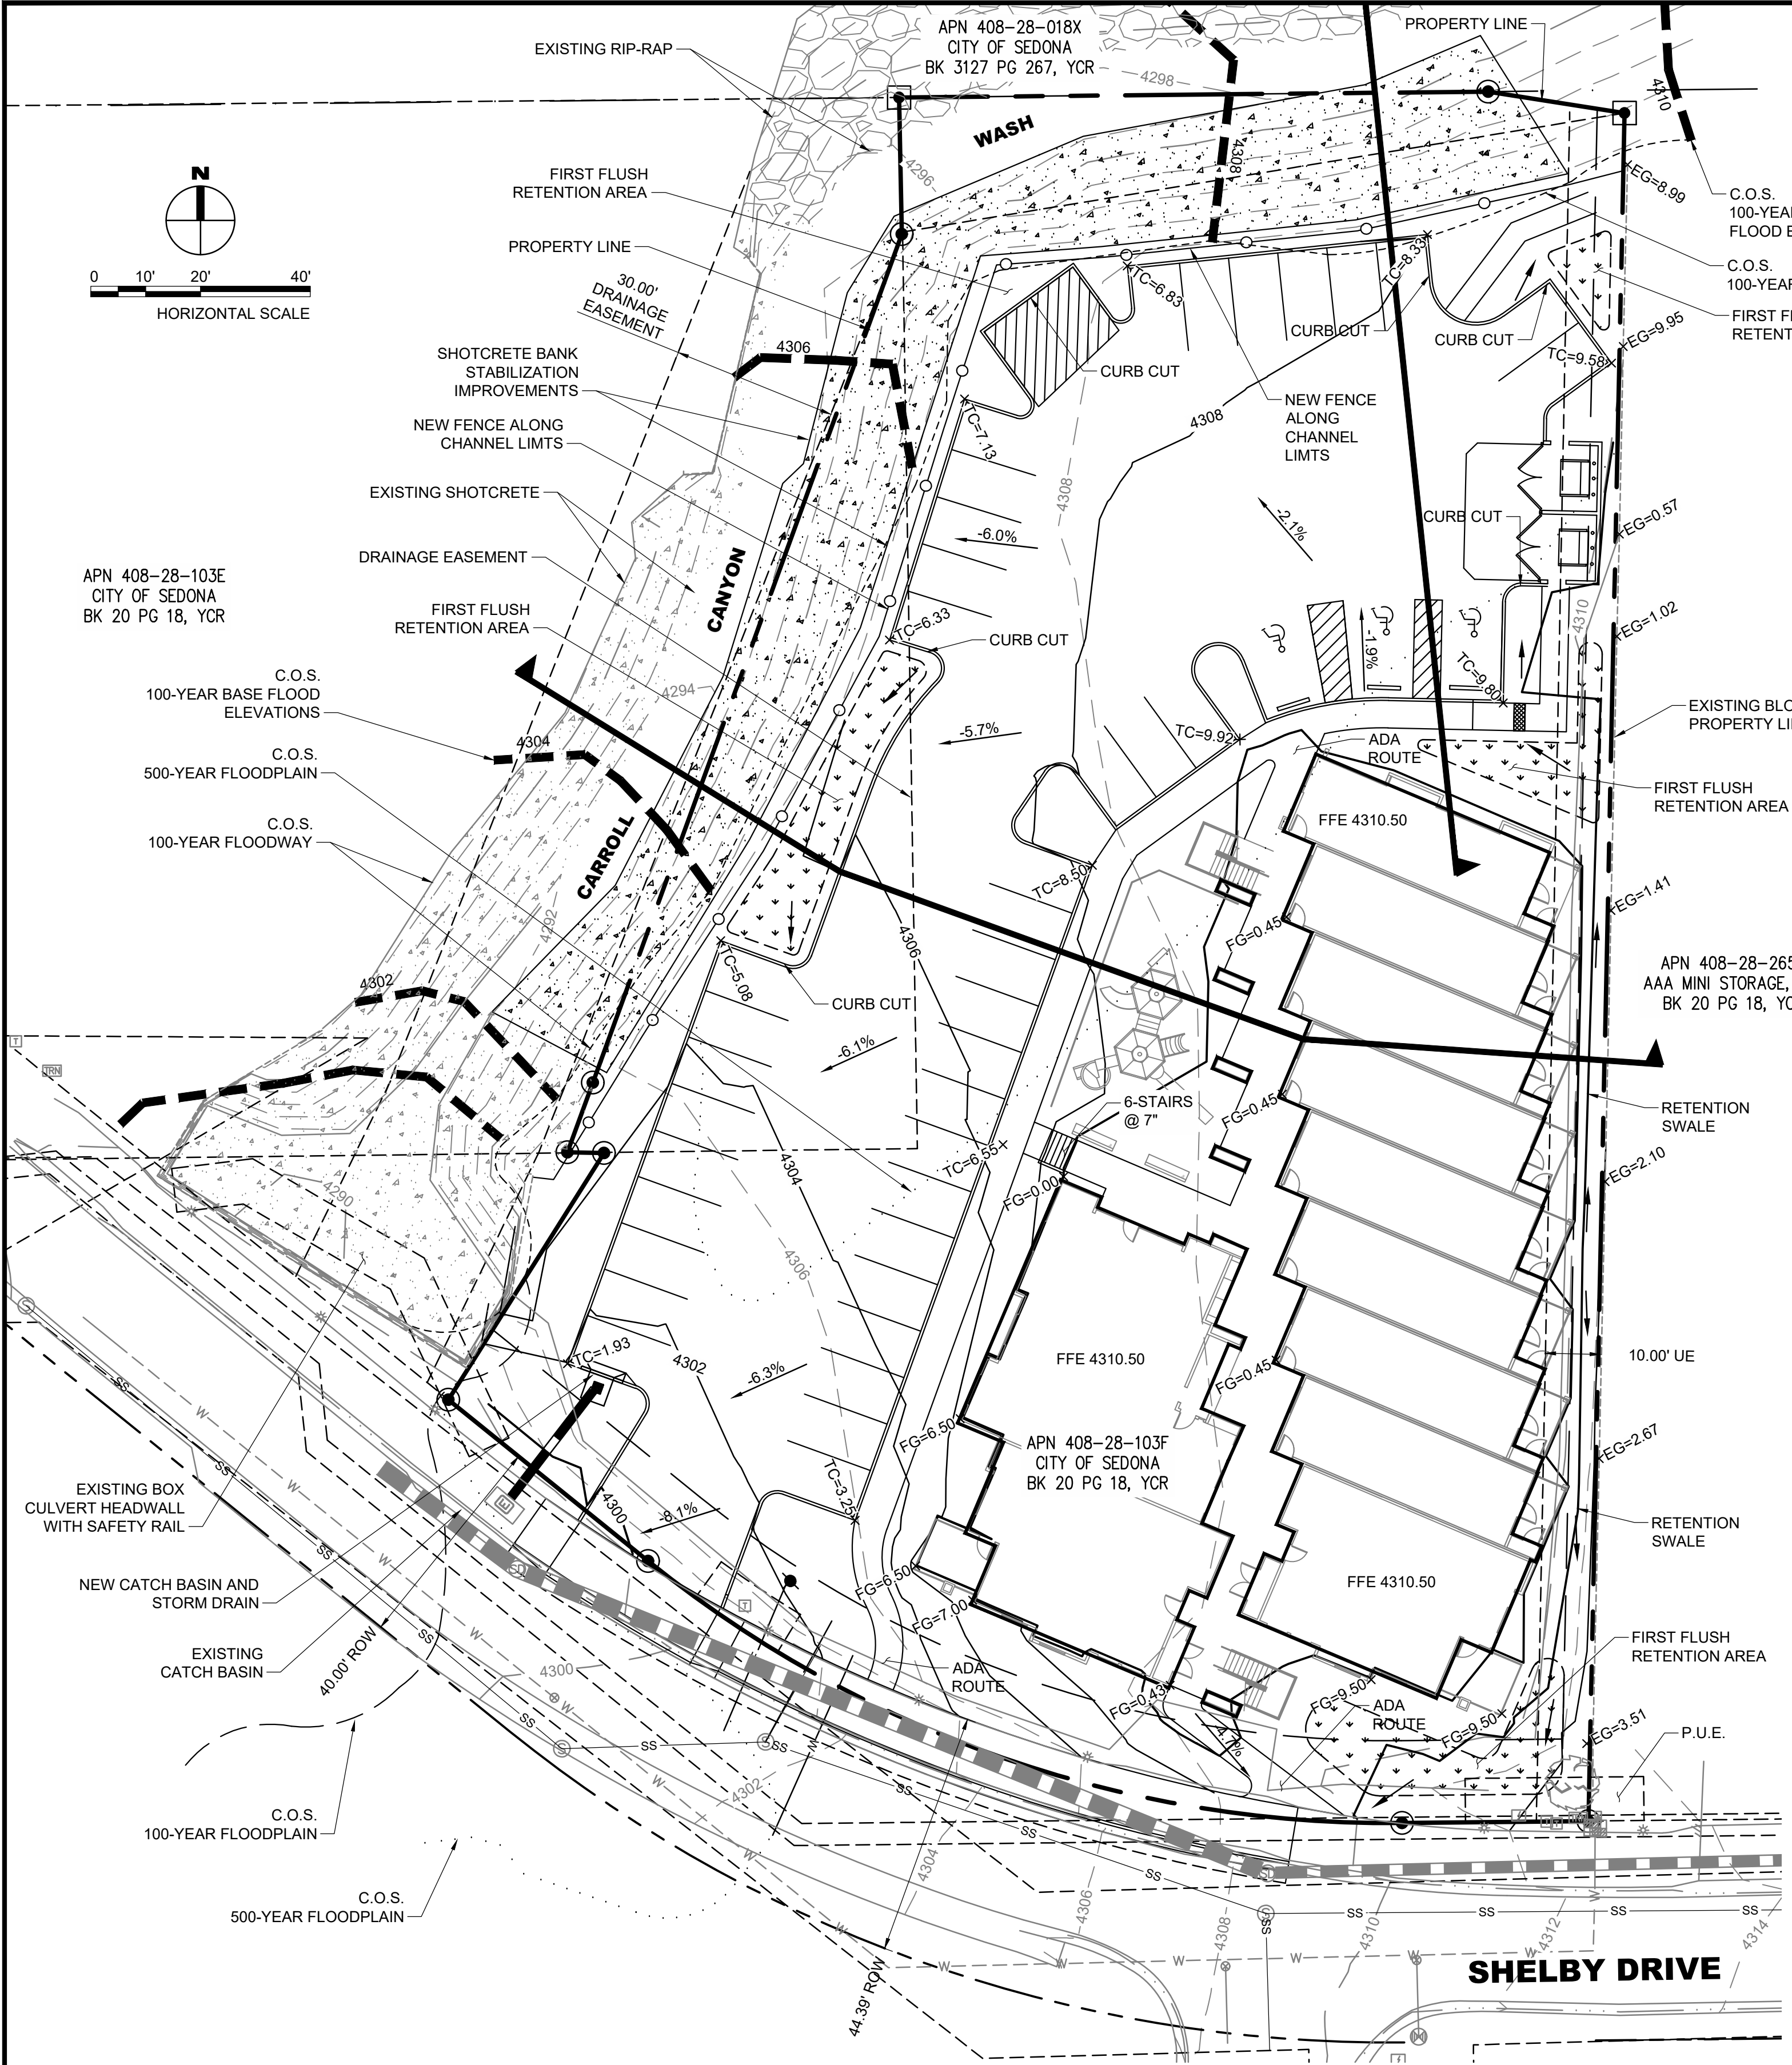 APN 408-28-018X
CITY OF SEDONA
BK 3127 PG 267, YCR
EXISTING RIP-RAP
PROPERTY LINE
4298
4310
WASH
4308
4296
EG=8.99
N
FIRST FLUSH
RETENTION AREA
PROPERTY LINE
C.O.S.
0 10' 20' 40'
HORIZONTAL SCALE
30.00'
DRAINAGE
EASEMENT
TC=6.83
TC=8.33
C.O.S.
CURB CUT
CURB CUT
TC=9.58
EG=9.95
4306
SHOTCRETE BANK
STABILIZATION
IMPROVEMENTS
CURB CUT
NEW FENCE
ALONG
CHANNEL
LIMTS
NEW FENCE ALONG
CHANNEL LIMTS
TC=7.13
4308
4308
EXISTING SHOTCRETE
-6.0%
-2.1%
CURB CUT
EG=0.57
DRAINAGE EASEMENT
CANYON
APN 408-28-103E
CITY OF SEDONA
BK 20 PG 18, YCR
FIRST FLUSH
RETENTION AREA
TC=6.33
CURB CUT
-1.9%
4310
EG=1.02
TC=9.80
C.O.S.
100-YEAR BASE FLOOD
ELEVATIONS
4294
-5.7%
TC=9.92
ADA
ROUTE
4304
C.O.S.
500-YEAR FLOODPLAIN
FIRST FLUSH
RETENTION AREA
C.O.S.
100-YEAR FLOODWAY
CARROLL
FFE 4310.50
TC=8.50
EG=1.41
4292
4306
FG=0.45
4302
TC=5.08
CURB CUT
APN 408-28-265
AAA MINI STORAGE,
-6.1%
T
TRN
6-STAIRS
@ 7"
FG=0.45
RETENTION
SWALE
4304
TC=6.55
FG=0.00
EG=2.10
4290
4306
S
TC=1.93
4302
-6.3%
FFE 4310.50
FG=0.45
10.00' UE
FG=6.50
APN 408-28-103F
CITY OF SEDONA
BK 20 PG 18, YCR
EG=2.67
SS
W
EXISTING BOX
CULVERT HEADWALL
WITH SAFETY RAIL
TC=3.25
4300
-8.1%
RETENTION
SWALE
NEW CATCH BASIN AND
STORM DRAIN
FG=6.50
FG=7.00
FFE 4310.50
EXISTING
CATCH BASIN
40.00' ROW
4300
ADA
ROUTE
FIRST FLUSH
RETENTION AREA
FG=0.43
4.7%
FG=9.50
ADA
ROUTE
FG=9.50
EG=3.51
P.U.E.
4302
C.O.S.
100-YEAR FLOODPLAIN
4304
4306
4308
4310
4312
4314
C.O.S.
500-YEAR FLOODPLAIN
44.39' ROW
SHELBY DRIVE